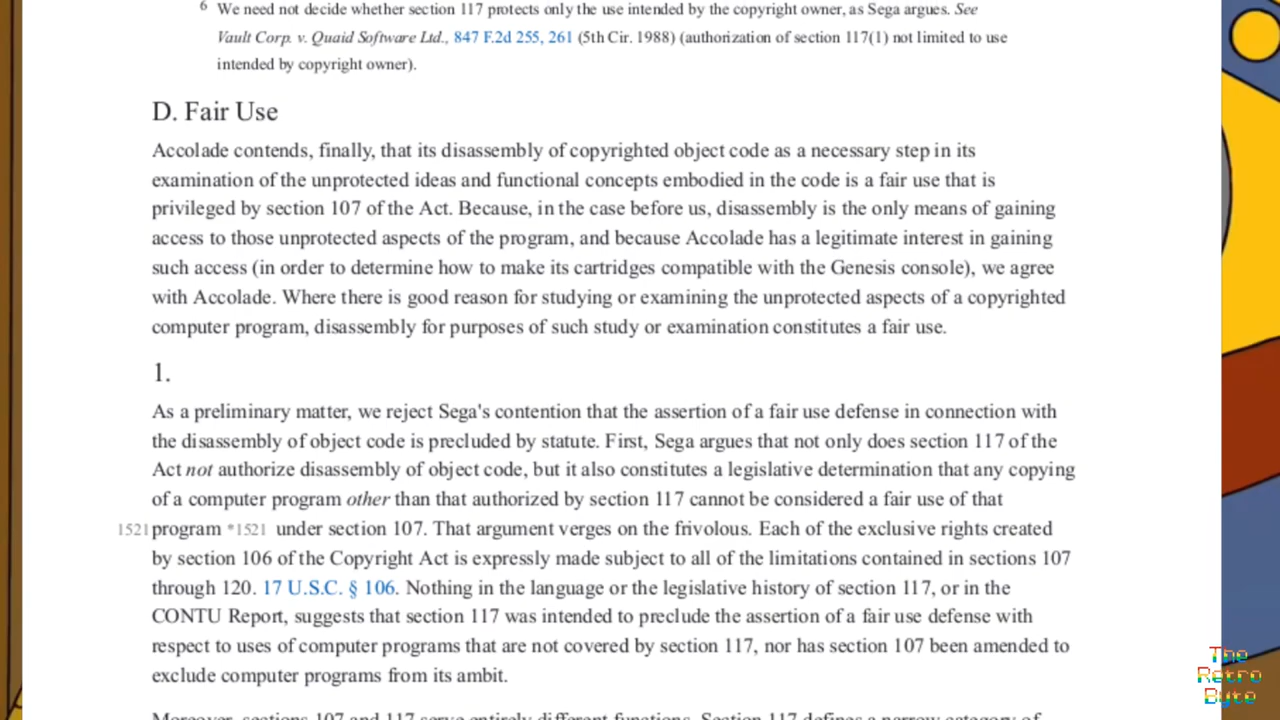 6 We need not decide whether section 117 protects only the use intended by the copyright owner, as Sega argues. See
Vault Corp. v. Quaid Software Ltd., 847 F.2d 255, 261 (5th Cir. 1988) (authorization of section 117(1) not limited to use
intended by copyright owner).
D. Fair Use
Accolade contends, finally, that its disassembly of copyrighted object code as a necessary step in its
examination of the unprotected ideas and functional concepts embodied in the code is a fair use that is
privileged by section 107 of the Act. Because, in the case before us, disassembly is the only means of gaining
access to those unprotected aspects of the program, and because Accolade has a legitimate interest in gaining
such access (in order to determine how to make its cartridges compatible with the Genesis console), we agree
with Accolade. Where there is good reason for studying or examining the unprotected aspects of a copyrighted
computer program, disassembly for purposes of such study or examination constitutes a fair use.
1.
As a preliminary matter, we reject Sega's contention that the assertion of a fair use defense in connection with
the disassembly of object code is precluded by statute. First, Sega argues that not only does section 117 of the
Act not authorize disassembly of object code, but it also constitutes a legislative determination that any copying
of a computer program other than that authorized by section 117 cannot be considered a fair use of that
1521 program *1521 under section 107. That argument verges on the frivolous. Each of the exclusive rights created
by section 106 of the Copyright Act is expressly made subject to all of the limitations contained in sections 107
through 120. 17 U.S.C. § 106. Nothing in the language or the legislative history of section 117, or in the
CONTU Report, suggests that section 117 was intended to preclude the assertion of a fair use defense with
respect to uses of computer programs that are not covered by section 117, nor has section 107 been amended to
exclude computer programs from its ambit.
Moreover, sections 107 and 117 serve entirely different functions. Section 117 defines a narrow category of
The
Retro
Byte